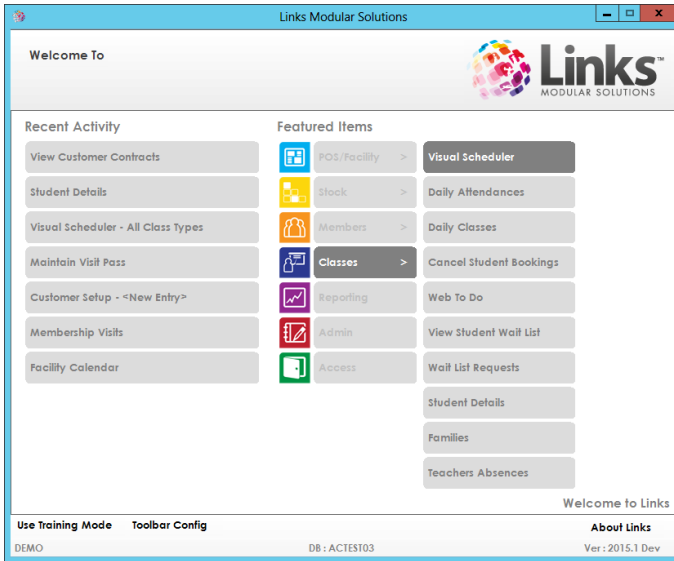 Links Modular Solutions
Welcome To
Links™
MODULAR SOLUTIONS
Recent Activity
View Customer Contracts
Student Details
Visual Scheduler - All Class Types
Maintain Visit Pass
Customer Setup - <New Entry>
Membership Visits
Facility Calendar
Featured Items
POS/Facility >
Stock >
Members >
Classes >
Reporting
Admin
Access
Visual Scheduler
Daily Attendances
Daily Classes
Cancel Student Bookings
Web To Do
View Student Wait List
Wait List Requests
Student Details
Families
Teachers Absences
Welcome to Links
Use Training Mode Toolbar Config About Links
DEMO DB : ACTEST03 Ver : 2015.1 Dev